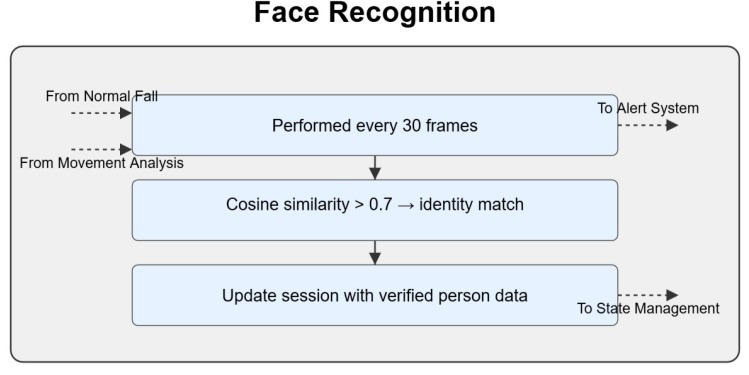 Face Recognition
From Normal Fall
To Alert System
Performed every 30 frames
From Movement Analysis
Cosine similarity > 0.7 → identity match
Update session with verified person data
To State Management